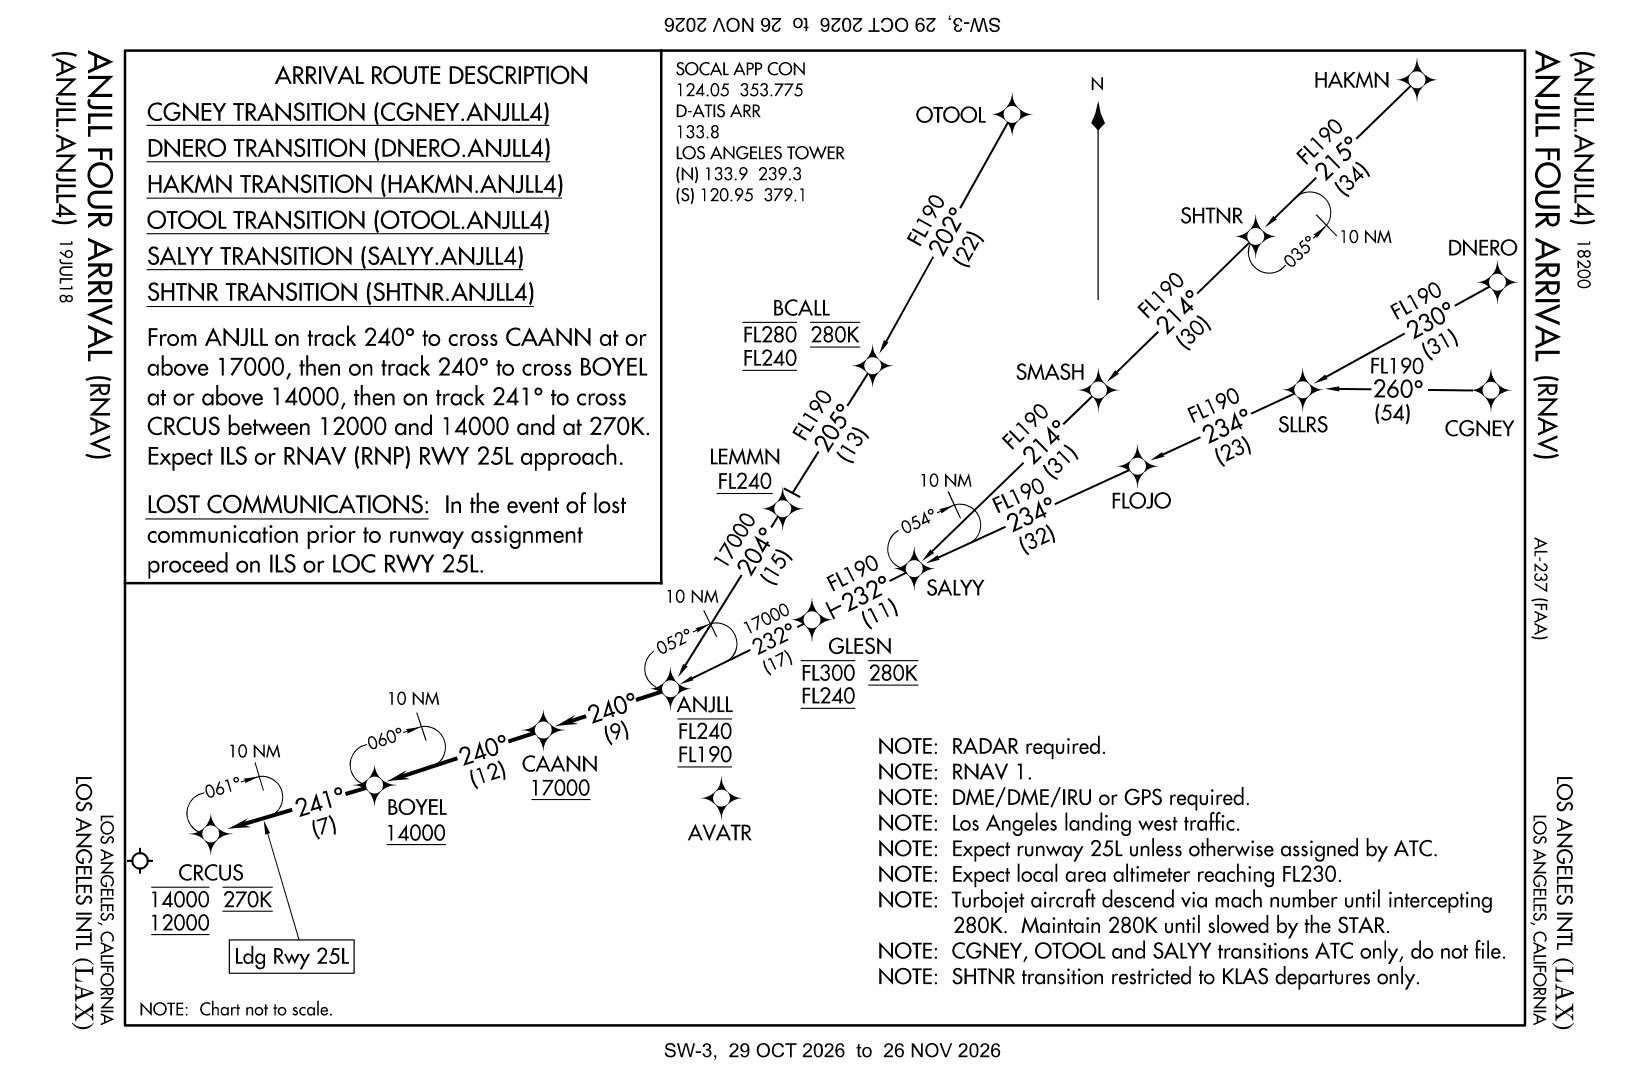 SW-3, 29 OCT 2026 to 26 NOV 2026
(ANJLL.ANJLL4) 19JUL18
ANJLL FOUR ARRIVAL (RNAV)
LOS ANGELES, CALIFORNIA
LOS ANGELES INTL (LAX)
ARRIVAL ROUTE DESCRIPTION
CGNEY TRANSITION (CGNEY.ANJLL4)
DNERO TRANSITION (DNERO.ANJLL4)
HAKMN TRANSITION (HAKMN.ANJLL4)
OTOOL TRANSITION (OTOOL.ANJLL4)
SALYY TRANSITION (SALYY.ANJLL4)
SHTNR TRANSITION (SHTNR.ANJLL4)
From ANJLL on track 240° to cross CAANN at or
above 17000, then on track 240° to cross BOYEL
at or above 14000, then on track 241° to cross
CRCUS between 12000 and 14000 and at 270K.
Expect ILS or RNAV (RNP) RWY 25L approach.
LOST COMMUNICATIONS: In the event of lost
communication prior to runway assignment
proceed on ILS or LOC RWY 25L.
SOCAL APP CON
124.05 353.775
D-ATIS ARR
133.8
LOS ANGELES TOWER
(N) 133.9 239.3
(S) 120.95 379.1
N
OTOOL
FL190
202°
(22)
BCALL
FL280 280K
FL240
FL190
205°
(13)
LEMMN
FL240
17000
204°
(15)
HAKMN
FL190
215°
(34)
SHTNR
035°
10 NM
FL190
214°
(30)
SMASH
FL190
214°
(31)
DNERO
FL190
230°
(31)
FL190
260°
(54)
CGNEY
SLLRS
FL190
234°
(23)
FLOJO
FL190
234°
(32)
10 NM
054°
SALYY
FL190
232°
(11)
GLESN
FL300 280K
FL240
17000
232°
(17)
10 NM
052°
ANJLL
FL240
FL190
240°
(9)
CAANN
17000
240°
(12)
10 NM
060°
BOYEL
14000
241°
(7)
10 NM
061°
CRCUS
14000 270K
12000
Ldg Rwy 25L
AVATR
NOTE: RADAR required.
NOTE: RNAV 1.
NOTE: DME/DME/IRU or GPS required.
NOTE: Los Angeles landing west traffic.
NOTE: Expect runway 25L unless otherwise assigned by ATC.
NOTE: Expect local area altimeter reaching FL230.
NOTE: Turbojet aircraft descend via mach number until intercepting
280K. Maintain 280K until slowed by the STAR.
NOTE: CGNEY, OTOOL and SALYY transitions ATC only, do not file.
NOTE: SHTNR transition restricted to KLAS departures only.
NOTE: Chart not to scale.
(ANJLL.ANJLL4) 18200
ANJLL FOUR ARRIVAL (RNAV)
AL-237 (FAA)
LOS ANGELES INTL (LAX)
LOS ANGELES, CALIFORNIA
SW-3, 29 OCT 2026 to 26 NOV 2026